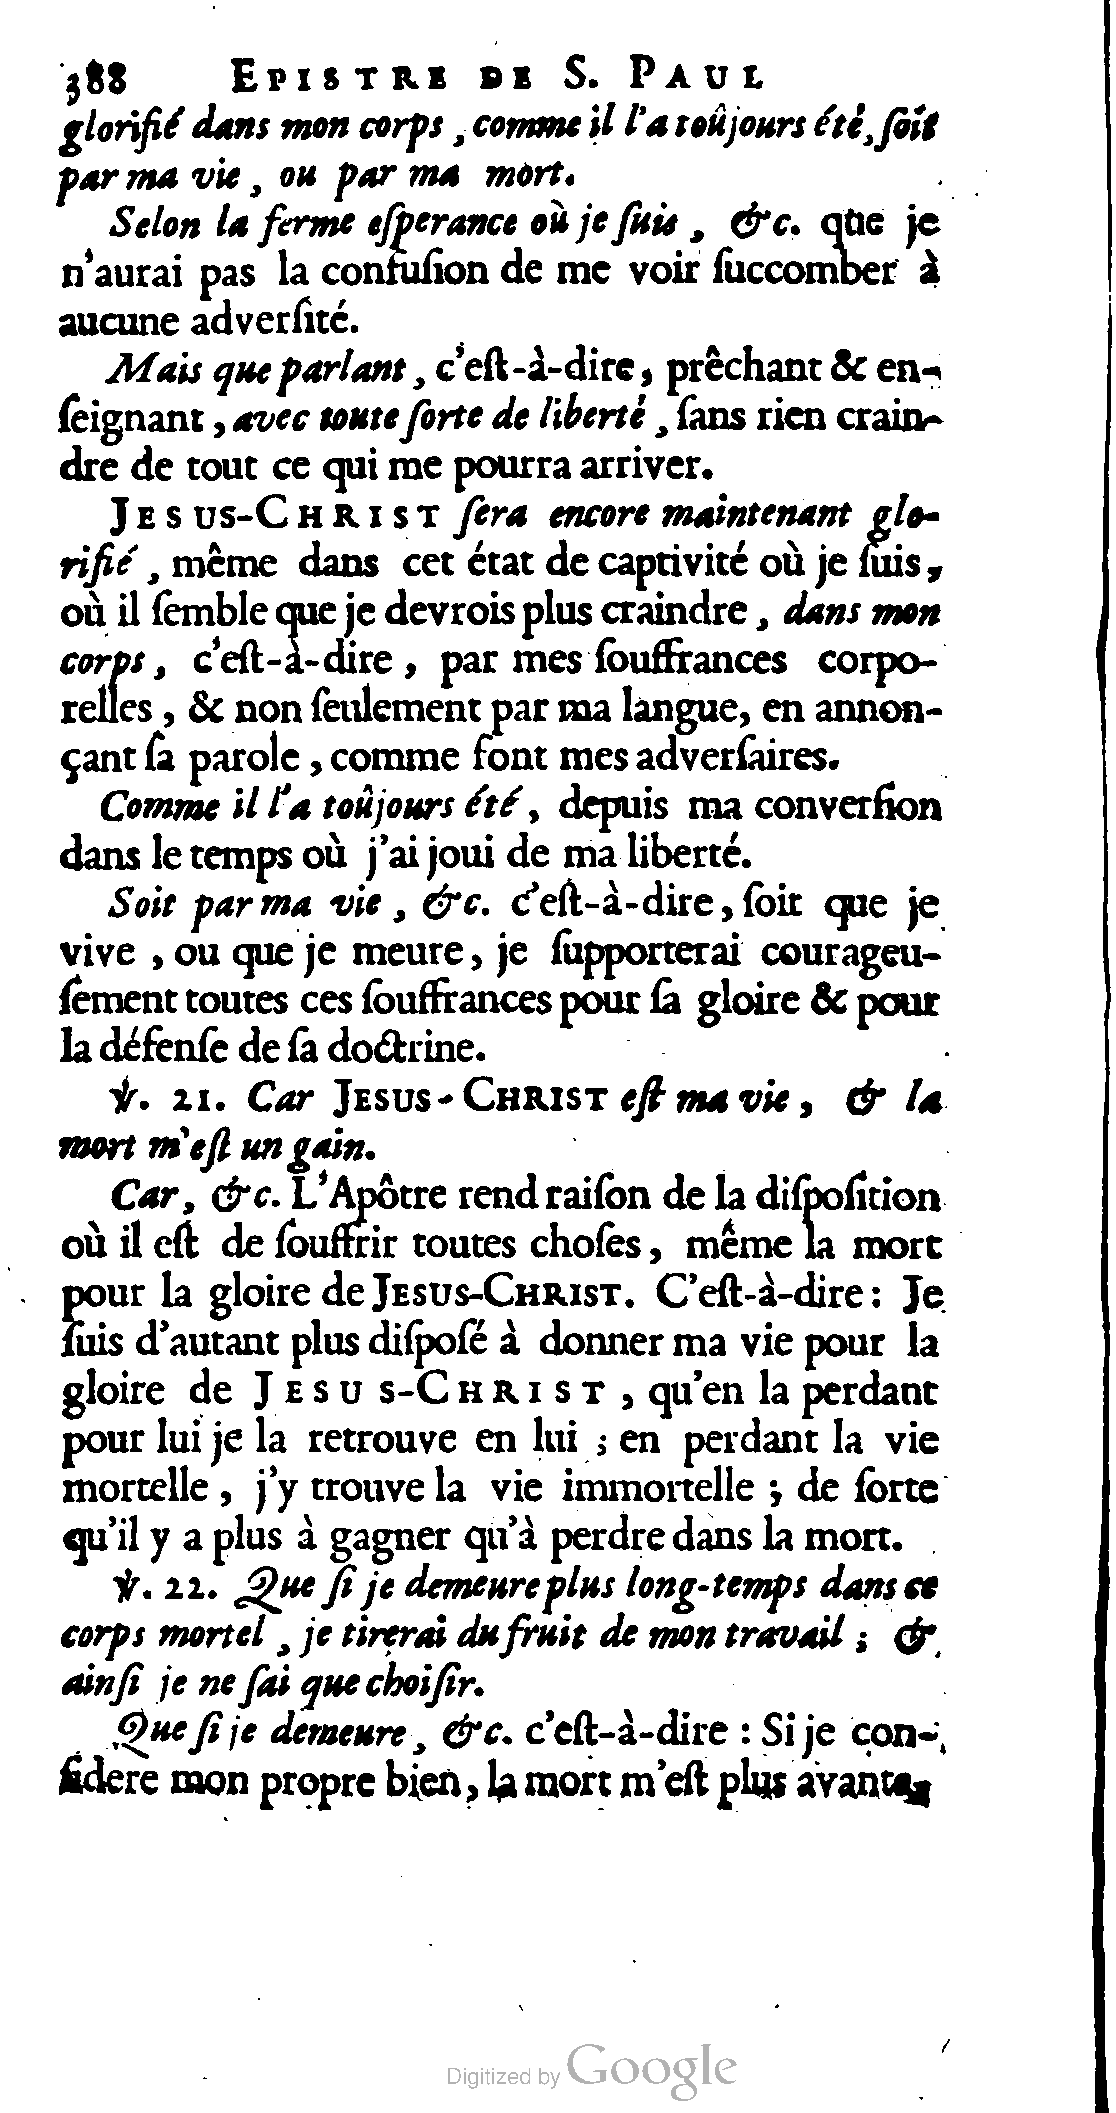 388 EPISTRE DE S. PAUL
glorifié dans mon corps, comme il l'a toûjours été, ſoit
par ma vie, ou par ma mort.
Selon la ferme eſperance où je ſuis, &c. que je
n'aurai pas la confuſion de me voir ſuccomber à
aucune adverſité.
Mais que parlant, c'eſt-à-dire, prêchant & en-
ſeignant, avec toute ſorte de liberté, ſans rien crain-
dre de tout ce qui me pourra arriver.
JESUS-CHRIST ſera encore maintenant glo-
rifié, même dans cet état de captivité où je ſuis,
où il ſemble que je devrois plus craindre, dans mon
corps, c'eſt-à-dire, par mes ſouffrances corpo-
relles, & non ſeulement par ma langue, en annon-
çant ſa parole, comme font mes adverſaires.
Comme il l'a toûjours été, depuis ma converſion
dans le temps où j'ai joui de ma liberté.
Soit par ma vie, &c. c'eſt-à-dire, ſoit que je
vive, ou que je meure, je ſupporterai courageu-
ſement toutes ces ſouffrances pour ſa gloire & pour
la défenſe de ſa doctrine.
℣. 21. Car JESUS-CHRIST eſt ma vie, & la
mort m'eſt un gain.
Car, &c. L'Apôtre rend raiſon de la diſpoſition
où il eſt de ſouffrir toutes choſes, même la mort
pour la gloire de JESUS-CHRIST. C'eſt-à-dire: Je
ſuis d'autant plus diſpoſé à donner ma vie pour la
gloire de JESUS-CHRIST, qu'en la perdant
pour lui je la retrouve en lui; en perdant la vie
mortelle, j'y trouve la vie immortelle; de ſorte
qu'il y a plus à gagner qu'à perdre dans la mort.
℣. 22. Que ſi je demeure plus long-temps dans ce
corps mortel, je tirerai du fruit de mon travail; &
ainſi je ne ſai que choiſir.
Que ſi je demeure, &c. c'eſt-à-dire: Si je con-
ſidere mon propre bien, la mort m'eſt plus avanta-
Digitized by Google